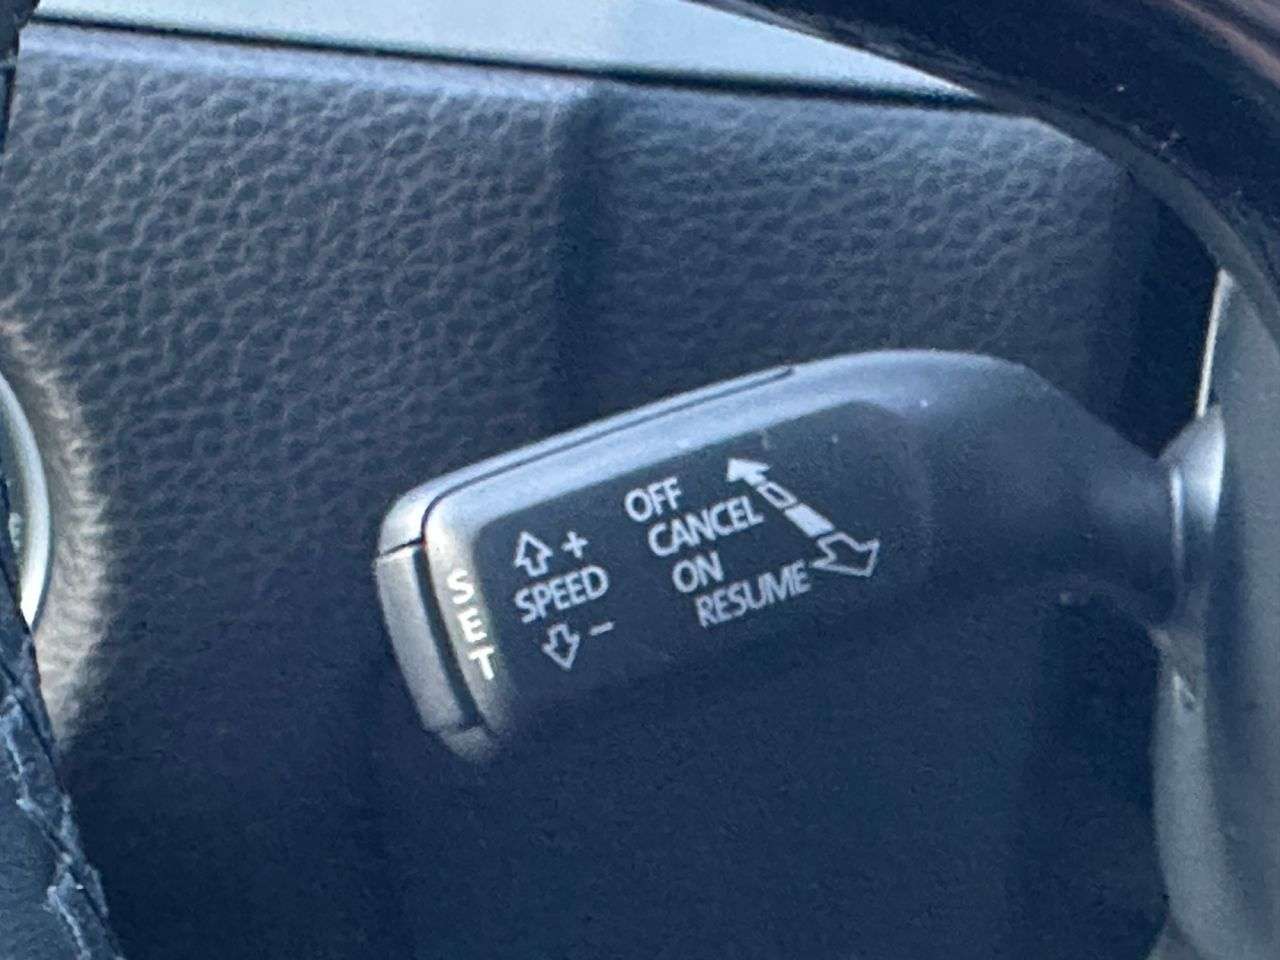 SET
+
SPEED
-
OFF
CANCEL
ON
RESUME